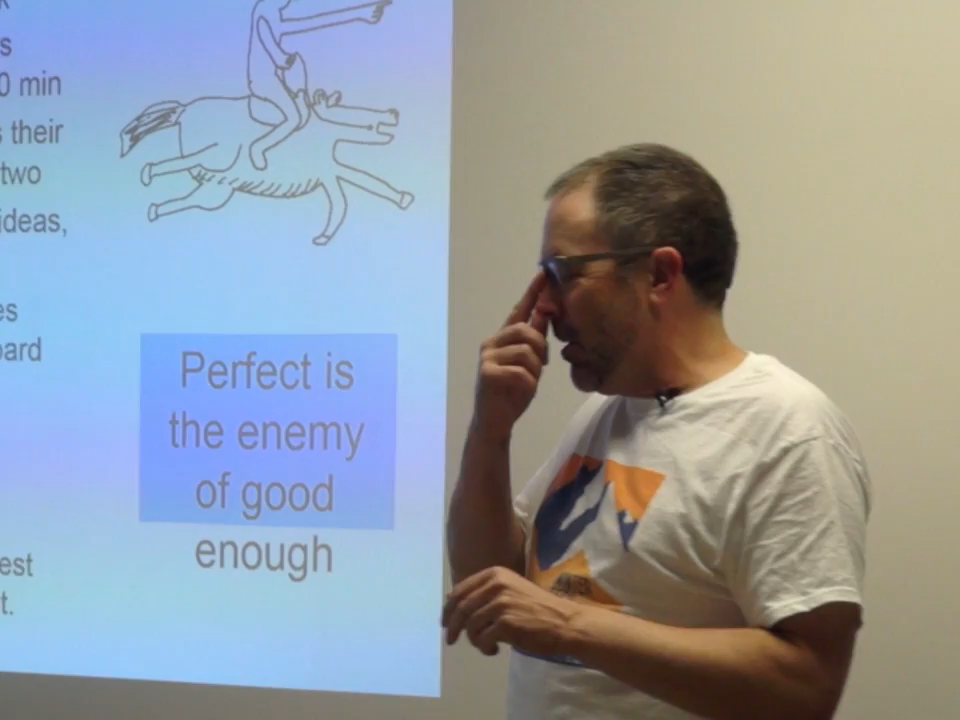 s
0 min
s their
two
ideas,
es
oard
est
t.
Perfect is
the enemy
of good
enough